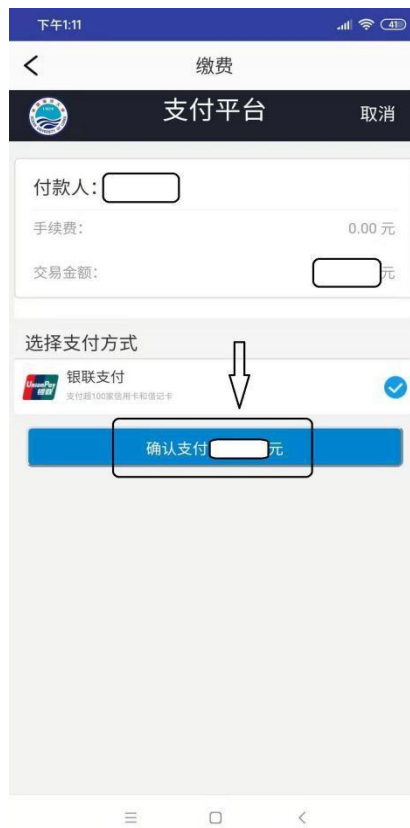 下午1:11
41
缴费
支付平台
取消
付款人:
手续费:
0.00 元
交易金额:
元
选择支付方式
UnionPay
银联
银联支付
支付超100家信用卡和借记卡
确认支付 元